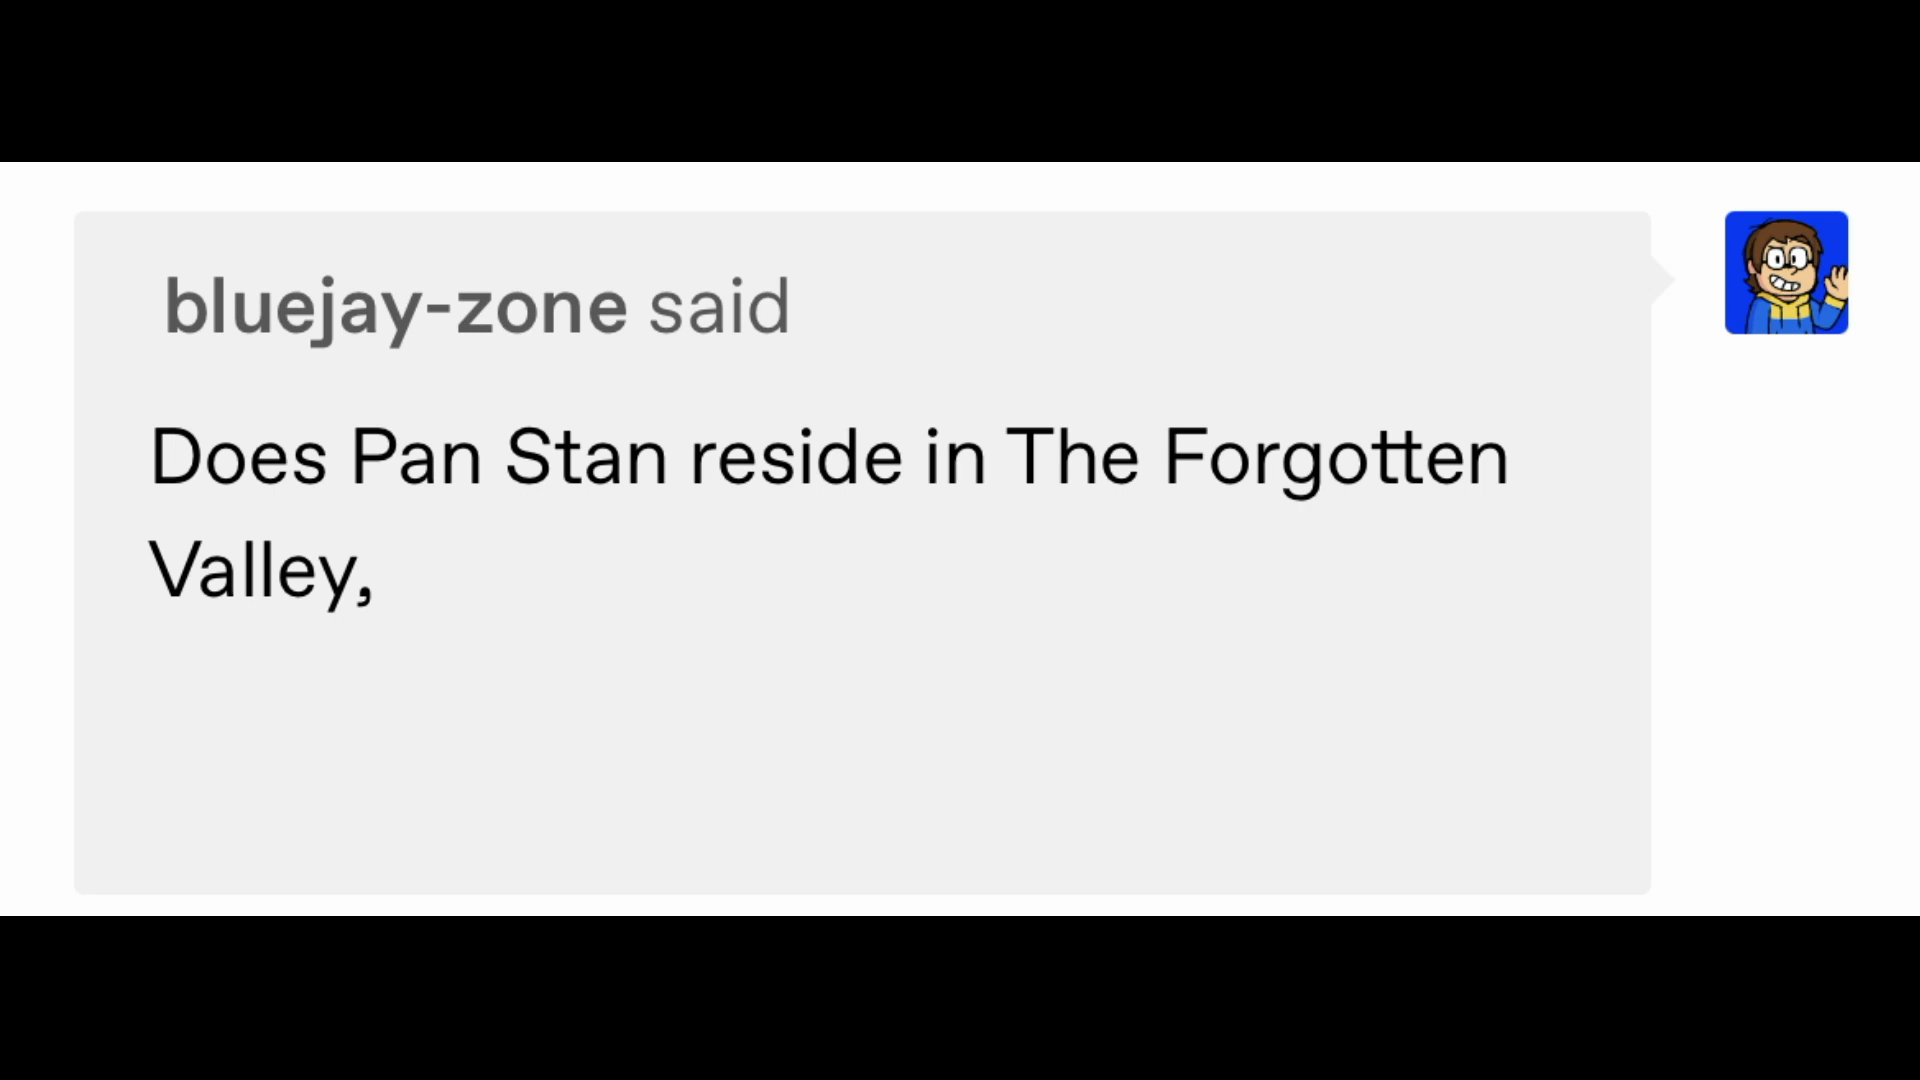 bluejay-zone said
Does Pan Stan reside in The Forgotten
Valley,